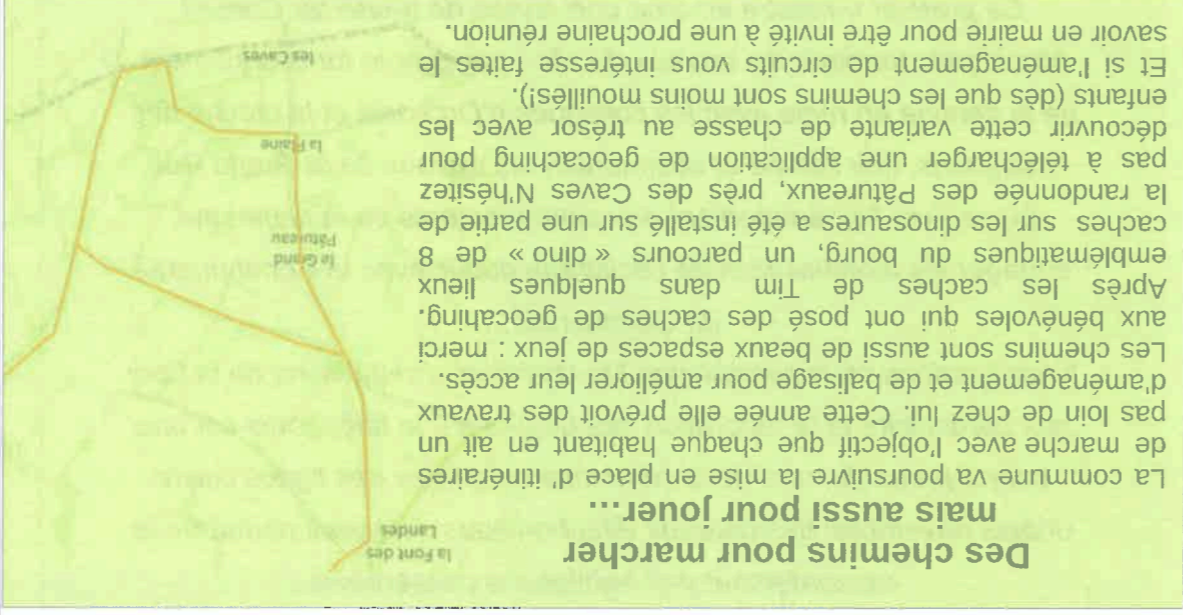 Des chemins pour marcher
mais aussi pour jouer...
La commune va poursuivre la mise en place d'itinéraires
de marche avec l'objectif que chaque habitant en ait un
pas loin de chez lui. Cette année elle prévoit des travaux
d'aménagement et de balisage pour améliorer leur accès.
Les chemins sont aussi de beaux espaces de jeux : merci
aux bénévoles qui ont posé des caches de geocaching.
Après les caches de Tim dans quelques lieux
emblématiques du bourg, un parcours « dino » de 8
caches sur les dinosaures a été installé sur une partie de
la randonnée des Pâtureaux, près des Caves N'hésitez
pas à télécharger une application de geocaching pour
découvrir cette variante de chasse au trésor avec les
enfants (dès que les chemins sont moins mouillés!).
Et si l'aménagement de circuits vous intéresse faites le
savoir en mairie pour être invité à une prochaine réunion.
la Font des
Landes
le Grand
Pâtureau
la Plaine
les Caves